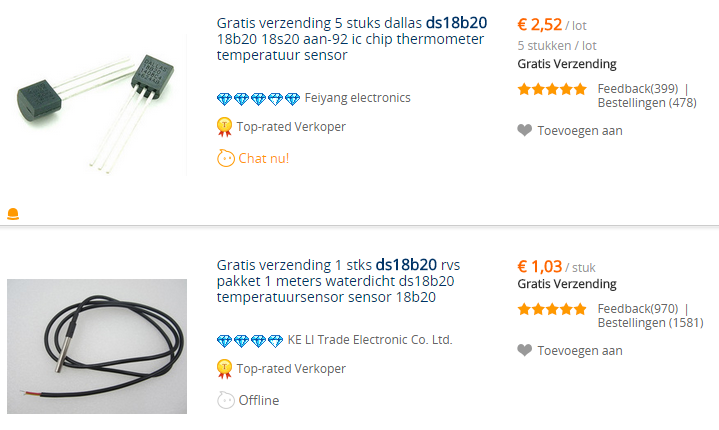 Gratis verzending 5 stuks dallas ds18b20
18b20 18s20 aan-92 ic chip thermometer
temperatuur sensor
Feiyang electronics
Top-rated Verkoper
Chat nu!
€ 2,52 / lot
5 stukken / lot
Gratis Verzending
Feedback(399) |
Bestellingen (478)
Toevoegen aan
Gratis verzending 1 stks ds18b20 rvs
pakket 1 meters waterdicht ds18b20
temperatuursensor sensor 18b20
KE LI Trade Electronic Co. Ltd.
Top-rated Verkoper
Offline
€ 1,03 / stuk
Gratis Verzending
Feedback(970) |
Bestellingen (1581)
Toevoegen aan